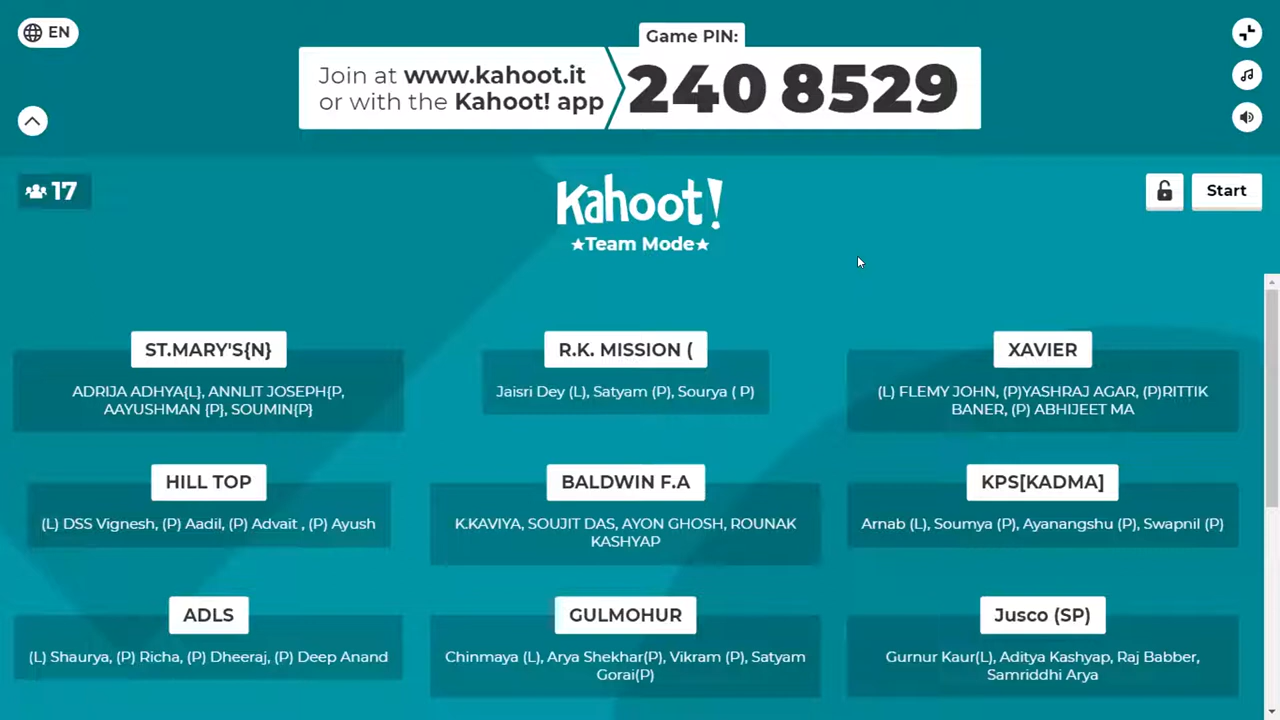 EN
Game PIN:
Join at www.kahoot.it
or with the Kahoot! app
240 8529
17
Kahoot!
★Team Mode★
Start
ST.MARY'S{N}
ADRIJA ADHYA{L}, ANNLIT JOSEPH{P,
AAYUSHMAN {P}, SOUMIN{P}
R.K. MISSION (
Jaisri Dey (L), Satyam (P), Sourya ( P)
XAVIER
(L) FLEMY JOHN, (P)YASHRAJ AGAR, (P)RITTIK
BANER, (P) ABHIJEET MA
HILL TOP
(L) DSS Vignesh, (P) Aadil, (P) Advait , (P) Ayush
BALDWIN F.A
K.KAVIYA, SOUJIT DAS, AYON GHOSH, ROUNAK
KASHYAP
KPS[KADMA]
Arnab (L), Soumya (P), Ayanangshu (P), Swapnil (P)
ADLS
(L) Shaurya, (P) Richa, (P) Dheeraj, (P) Deep Anand
GULMOHUR
Chinmaya (L), Arya Shekhar(P), Vikram (P), Satyam
Gorai(P)
Jusco (SP)
Gurnur Kaur(L), Aditya Kashyap, Raj Babber,
Samriddhi Arya